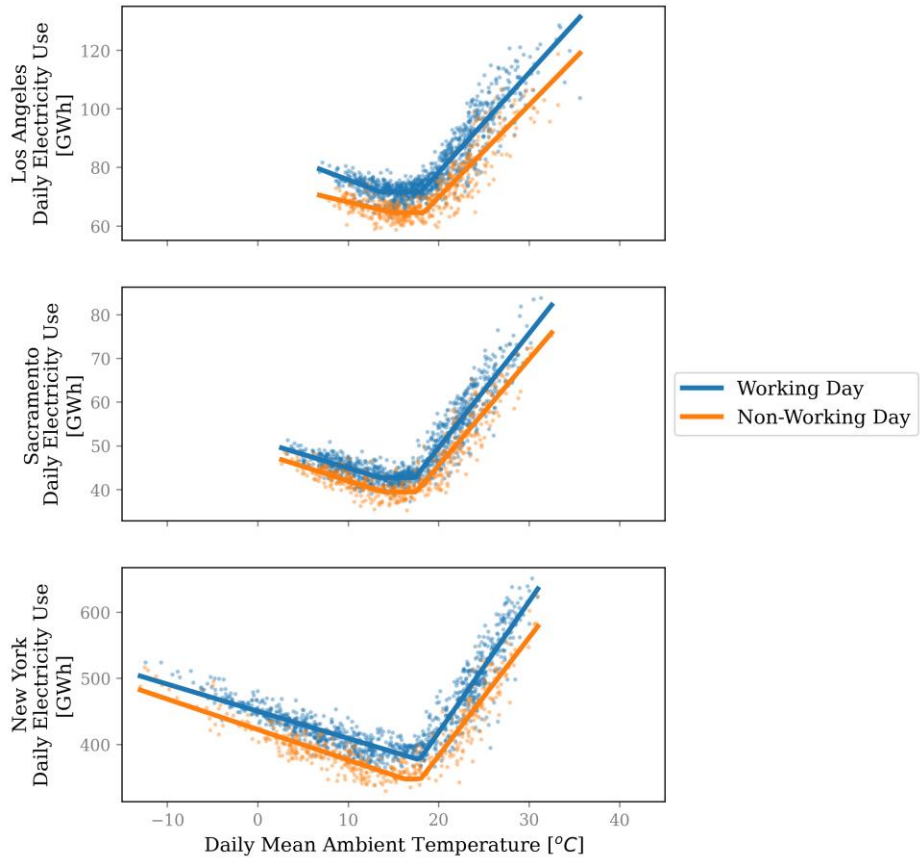 Los Angeles
Daily Electricity Use
[GWh]
120
100
80
60
Sacramento
Daily Electricity Use
[GWh]
80
70
60
50
40
Working Day
Non-Working Day
New York
Daily Electricity Use
[GWh]
600
500
400
−10 0 10 20 30 40
Daily Mean Ambient Temperature [°C]